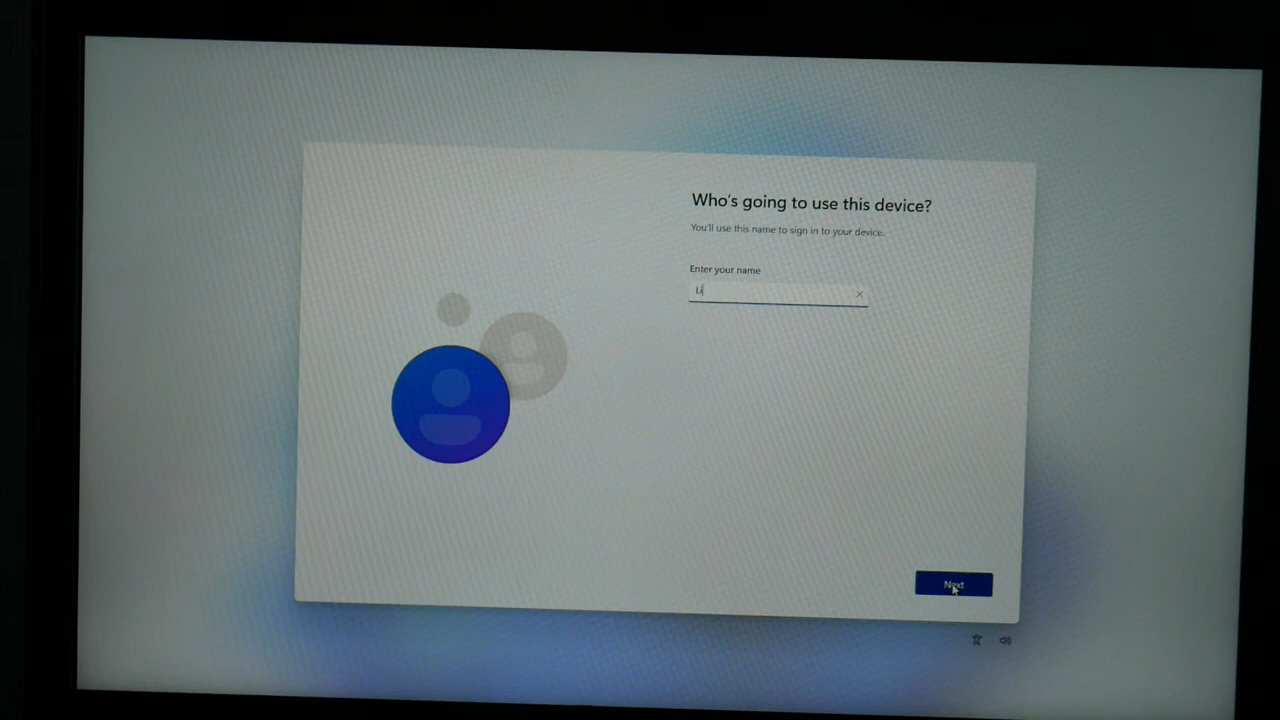 Who's going to use this device?
You'll use this name to sign in to your device.
Enter your name
Li
Next